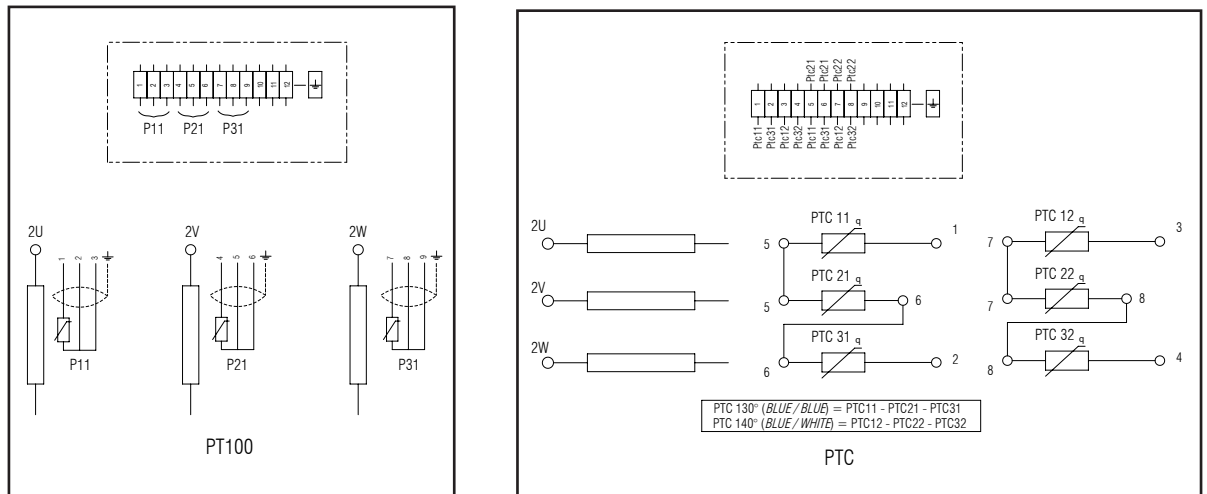 1 2 3 4 5 6 7 8 9 10 11 12
P11 P21 P31
2U 2V 2W
1 2 3
4 5 6
7 8 9
P11 P21 P31
PT100
Ptc21 Ptc21 Ptc22 Ptc22
1 2 3 4 5 6 7 8 9 10 11 12
Ptc11 Ptc31 Ptc12 Ptc32 Ptc11 Ptc31 Ptc12 Ptc32
2U
2V
2W
PTC 11 q
5 1
PTC 21 q
5 6
PTC 31 q
6 2
PTC 12 q
7 3
PTC 22 q
7 8
PTC 32 q
8 4
PTC 130° (BLUE / BLUE) = PTC11 - PTC21 - PTC31
PTC 140° (BLUE / WHITE) = PTC12 - PTC22 - PTC32
PTC